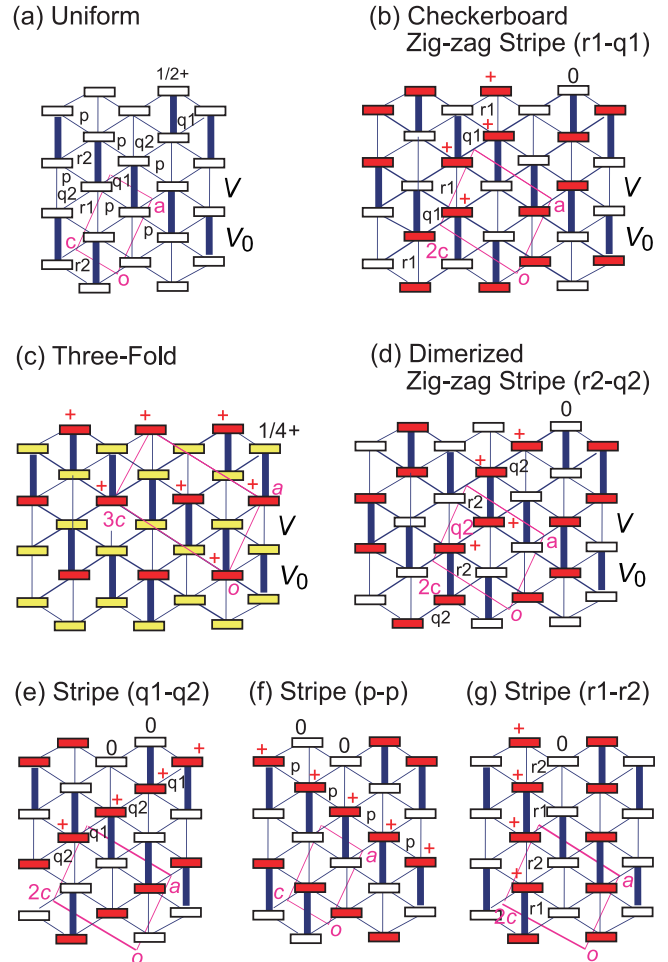 (a) Uniform
(b) Checkerboard
Zig-zag Stripe (r1-q1)
1/2+
p
q1
p
q2
r2
p
p
p
q1
q2
r1
p
a
p
c
r2
o
V
V0
+
0
r1
+
q1
+
r1
+
q1
a
2c
r1
o
V
V0
(c) Three-Fold
(d) Dimerized
Zig-zag Stripe (r2-q2)
+
+
+
1/4+
+
+
+
a
3c
+
o
V
V0
0
+
+
q2
r2
q2
+
a
+
r2
2c
o
q2
V
V0
(e) Stripe (q1-q2)
(f) Stripe (p-p)
(g) Stripe (r1-r2)
0
0
+
q1
+
q2
+
q1
q2
a
2c
o
0
+
0
p
+
p
+
p
+
p
+
a
c
o
+
0
r2
+
r1
+
r2
+
a
2c
r1
o